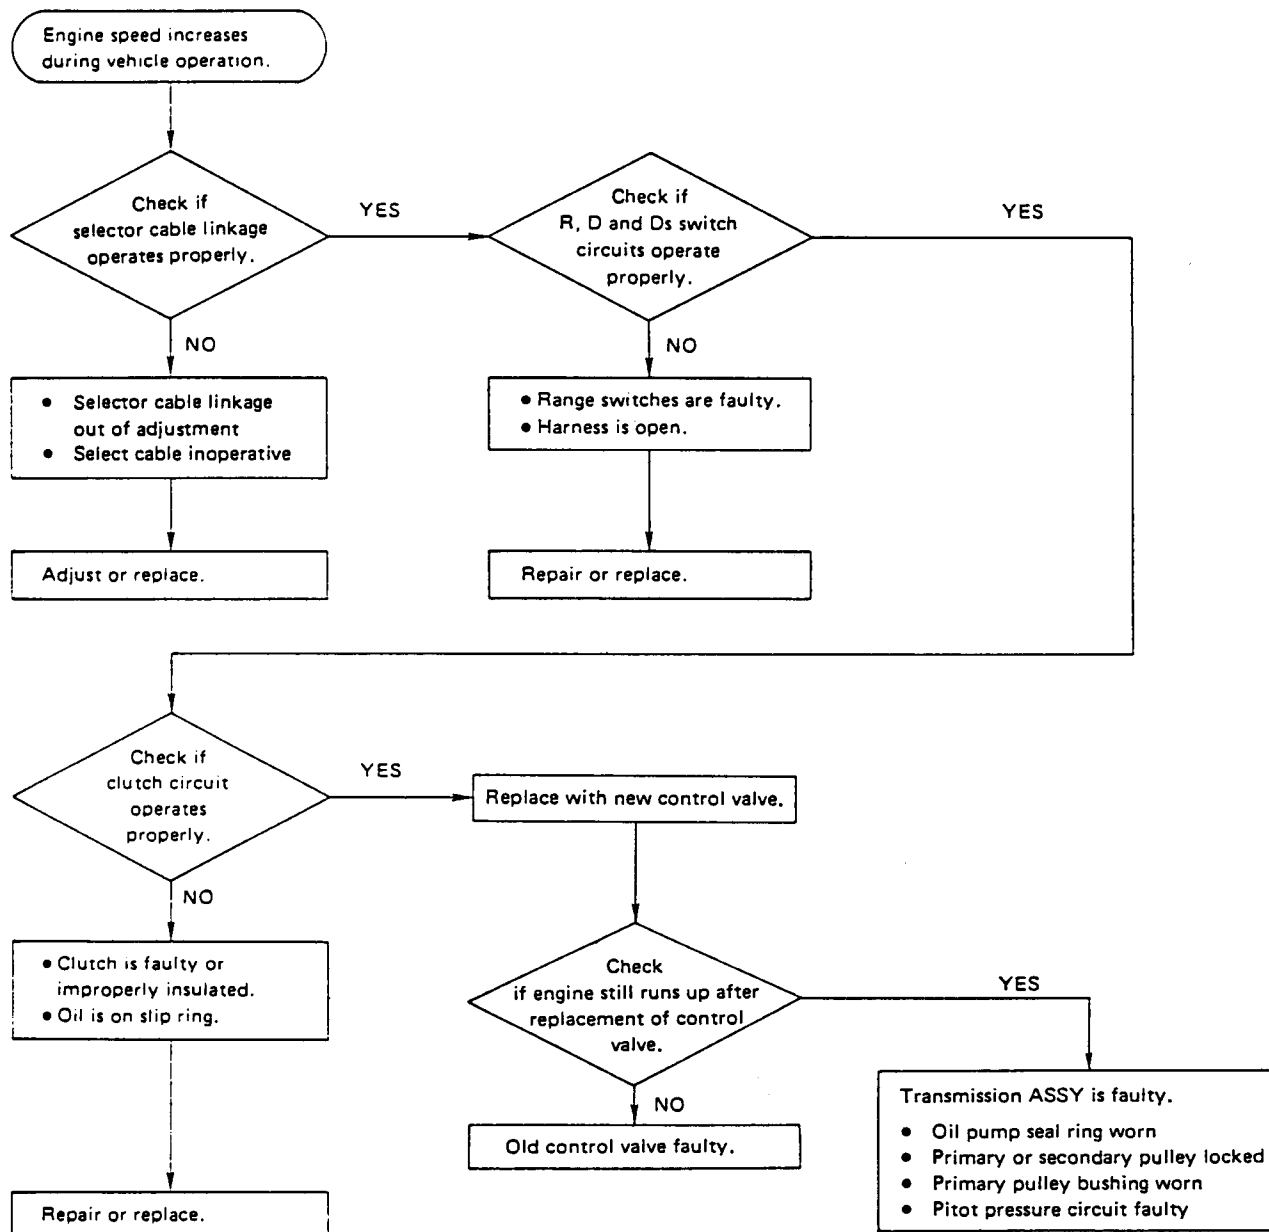 Engine speed increases
during vehicle operation.
Check if
selector cable linkage
operates properly.
YES
Check if
R, D and Ds switch
circuits operate
properly.
YES
NO
• Selector cable linkage
out of adjustment
• Select cable inoperative
Adjust or replace.
NO
• Range switches are faulty.
• Harness is open.
Repair or replace.
Check if
clutch circuit
operates
properly.
YES
Replace with new control valve.
NO
• Clutch is faulty or
improperly insulated.
• Oil is on slip ring.
Repair or replace.
Check
if engine still runs up after
replacement of control
valve.
YES
NO
Old control valve faulty.
Transmission ASSY is faulty.
• Oil pump seal ring worn
• Primary or secondary pulley locked
• Primary pulley bushing worn
• Pitot pressure circuit faulty